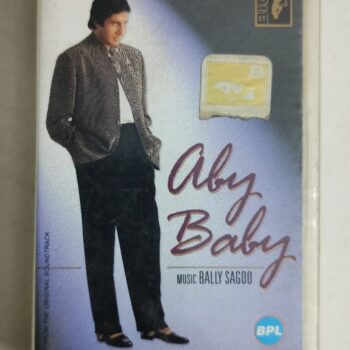 Aby
Baby
MUSIC BALLY SAGOO
BPL
FROM THE ORIGINAL SOUNDTRACK